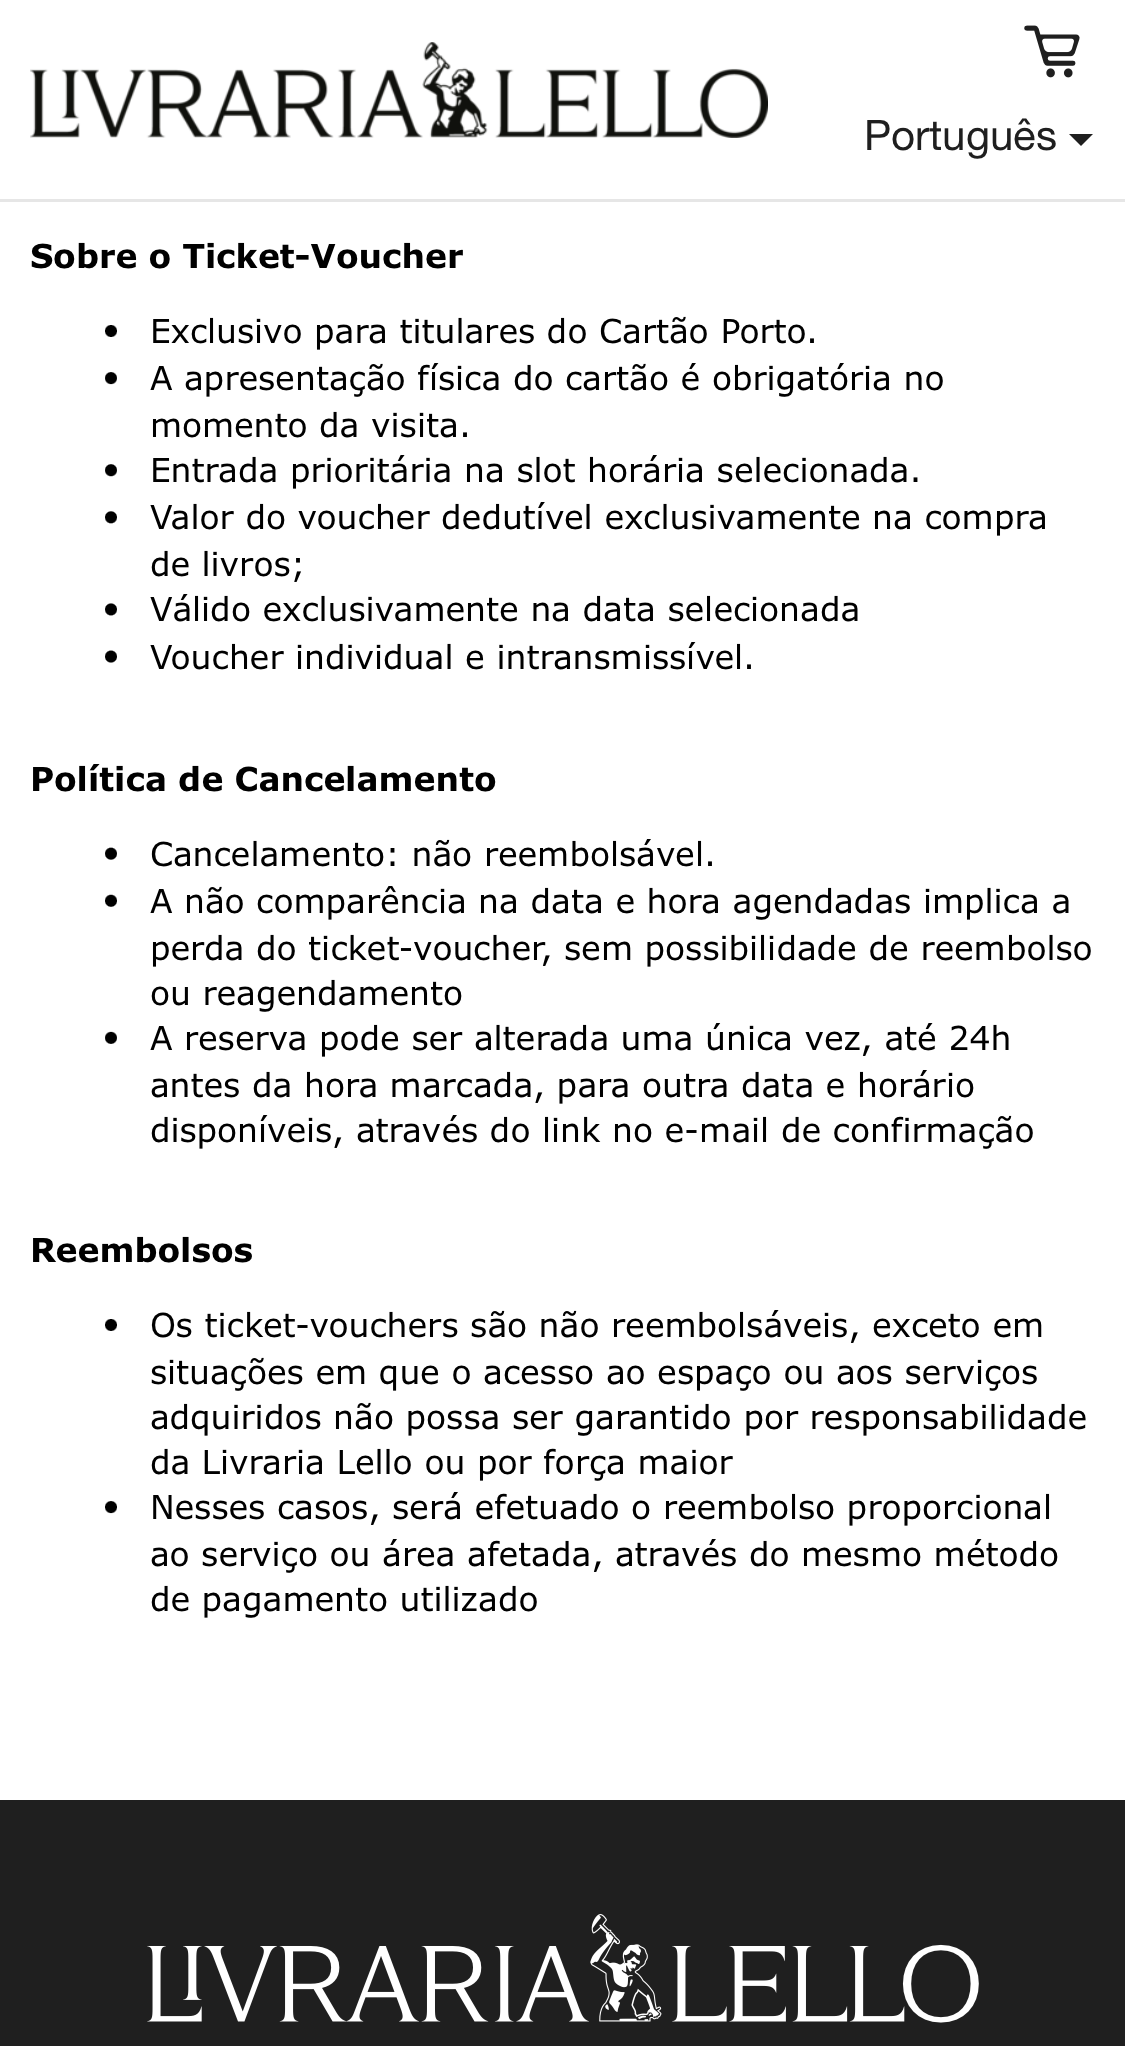 LIVRARIA LELLO
Português
Sobre o Ticket-Voucher
• Exclusivo para titulares do Cartão Porto.
• A apresentação física do cartão é obrigatória no
momento da visita.
• Entrada prioritária na slot horária selecionada.
• Valor do voucher dedutível exclusivamente na compra
de livros;
• Válido exclusivamente na data selecionada
• Voucher individual e intransmissível.
Política de Cancelamento
• Cancelamento: não reembolsável.
• A não comparência na data e hora agendadas implica a
perda do ticket-voucher, sem possibilidade de reembolso
ou reagendamento
• A reserva pode ser alterada uma única vez, até 24h
antes da hora marcada, para outra data e horário
disponíveis, através do link no e-mail de confirmação
Reembolsos
• Os ticket-vouchers são não reembolsáveis, exceto em
situações em que o acesso ao espaço ou aos serviços
adquiridos não possa ser garantido por responsabilidade
da Livraria Lello ou por força maior
• Nesses casos, será efetuado o reembolso proporcional
ao serviço ou área afetada, através do mesmo método
de pagamento utilizado
LIVRARIA LELLO